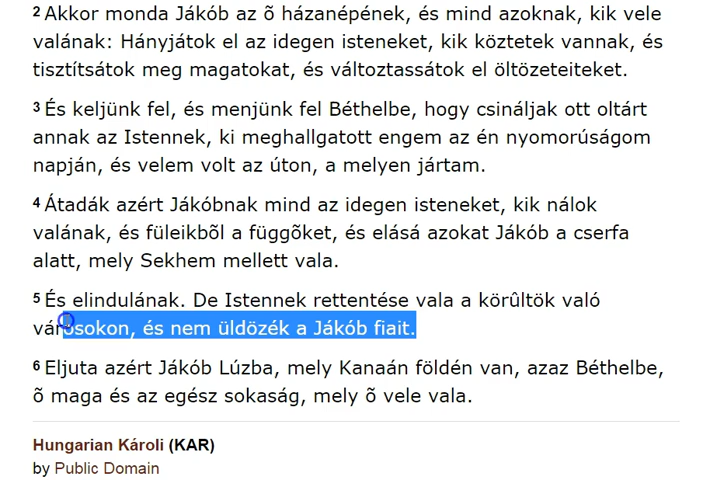 2 Akkor monda Jákób az õ házanépének, és mind azoknak, kik vele
valának: Hányjátok el az idegen isteneket, kik köztetek vannak, és
tisztítsátok meg magatokat, és változtassátok el öltözeteiteket.
3 És keljünk fel, és menjünk fel Béthelbe, hogy csináljak ott oltárt
annak az Istennek, ki meghallgatott engem az én nyomorúságom
napján, és velem volt az úton, a melyen jártam.
4 Átadák azért Jákóbnak mind az idegen isteneket, kik nálok
valának, és füleikbõl a függõket, és elásá azokat Jákób a cserfa
alatt, mely Sekhem mellett vala.
5 És elindulának. De Istennek rettentése vala a körûltök való
városokon, és nem üldözék a Jákób fiait.
6 Eljuta azért Jákób Lúzba, mely Kanaán földén van, azaz Béthelbe,
õ maga és az egész sokaság, mely õ vele vala.
Hungarian Károli (KAR)
by Public Domain